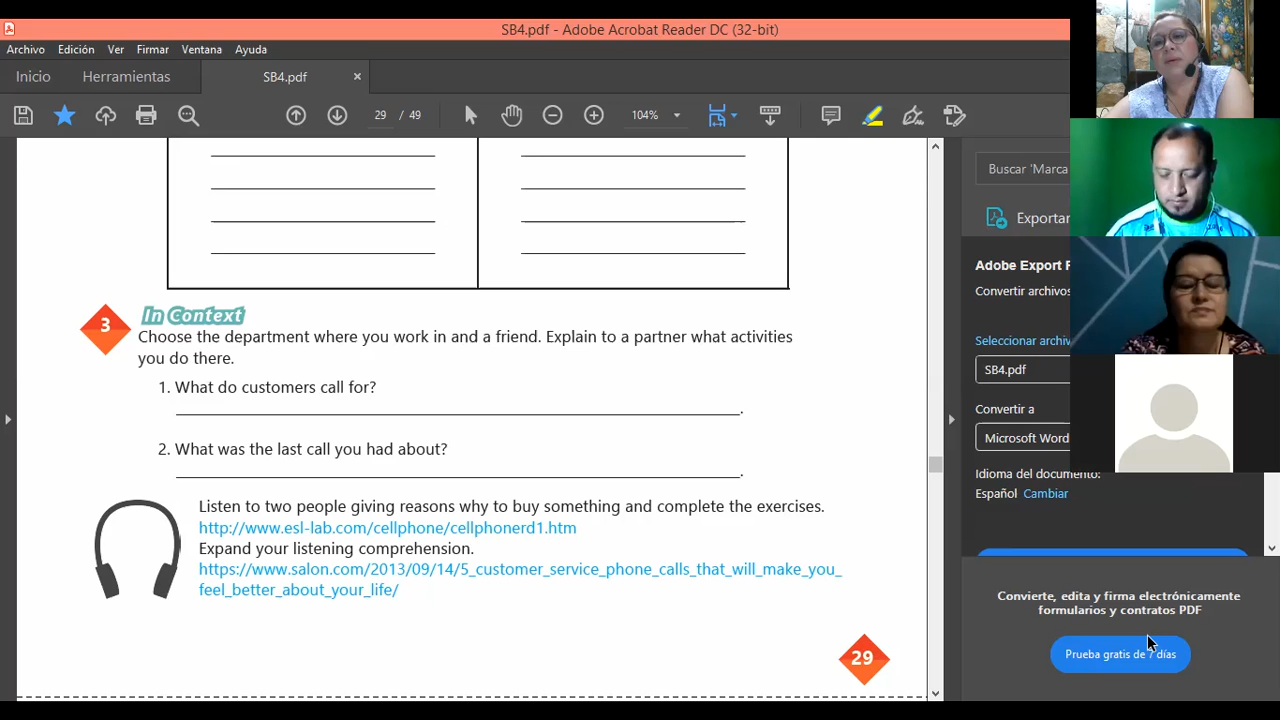 SB4.pdf - Adobe Acrobat Reader DC (32-bit)
Archivo Edición Ver Firmar Ventana Ayuda
Inicio Herramientas SB4.pdf ×
29 / 49 104%
3
In Context
Choose the department where you work in and a friend. Explain to a partner what activities
you do there.
1. What do customers call for?
2. What was the last call you had about?
Listen to two people giving reasons why to buy something and complete the exercises.
http://www.esl-lab.com/cellphone/cellphonerd1.htm
Expand your listening comprehension.
https://www.salon.com/2013/09/14/5_customer_service_phone_calls_that_will_make_you_
feel_better_about_your_life/
29
Buscar 'Marca
Exportar
Adobe Export
Convertir archivos
Seleccionar archiv
SB4.pdf
Convertir a
Microsoft Word
Idioma del documento:
Español Cambiar
Convierte, edita y firma electrónicamente
formularios y contratos PDF
Prueba gratis de 7 días